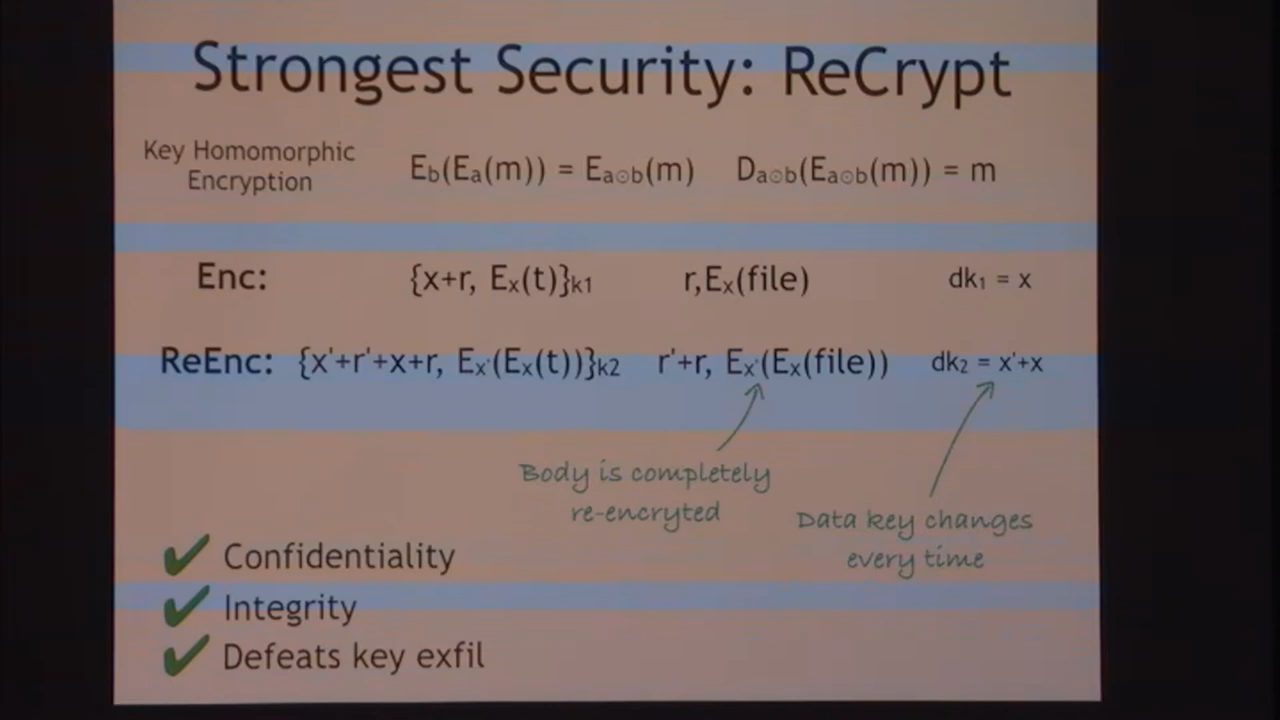 Strongest Security: ReCrypt
Key Homomorphic
Encryption
Eb(Ea(m)) = Ea⊙b(m) Da⊙b(Ea⊙b(m)) = m
Enc: {x+r, Ex(t)}k1 r,Ex(file) dk1 = x
ReEnc: {x'+r'+x+r, Ex'(Ex(t))}k2 r'+r, Ex'(Ex(file)) dk2 = x'+x
Body is completely
re-encryted
Data key changes
every time
✔ Confidentiality
✔ Integrity
✔ Defeats key exfil